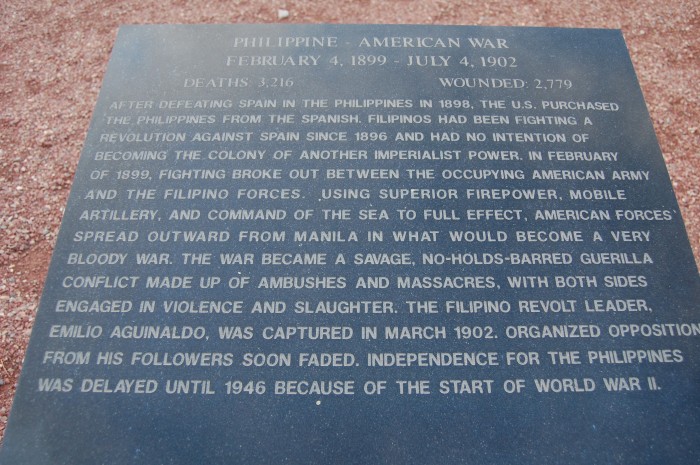 PHILIPPINE - AMERICAN WAR
FEBRUARY 4, 1899 - JULY 4, 1902
DEATHS: 3,216 WOUNDED: 2,779
AFTER DEFEATING SPAIN IN THE PHILIPPINES IN 1898, THE U.S. PURCHASED
THE PHILIPPINES FROM THE SPANISH. FILIPINOS HAD BEEN FIGHTING A
REVOLUTION AGAINST SPAIN SINCE 1896 AND HAD NO INTENTION OF
BECOMING THE COLONY OF ANOTHER IMPERIALIST POWER. IN FEBRUARY
OF 1899, FIGHTING BROKE OUT BETWEEN THE OCCUPYING AMERICAN ARMY
AND THE FILIPINO FORCES. USING SUPERIOR FIREPOWER, MOBILE
ARTILLERY, AND COMMAND OF THE SEA TO FULL EFFECT, AMERICAN FORCES
SPREAD OUTWARD FROM MANILA IN WHAT WOULD BECOME A VERY
BLOODY WAR. THE WAR BECAME A SAVAGE, NO-HOLDS-BARRED GUERILLA
CONFLICT MADE UP OF AMBUSHES AND MASSACRES, WITH BOTH SIDES
ENGAGED IN VIOLENCE AND SLAUGHTER. THE FILIPINO REVOLT LEADER,
EMILIO AGUINALDO, WAS CAPTURED IN MARCH 1902. ORGANIZED OPPOSITION
FROM HIS FOLLOWERS SOON FADED. INDEPENDENCE FOR THE PHILIPPINES
WAS DELAYED UNTIL 1946 BECAUSE OF THE START OF WORLD WAR II.